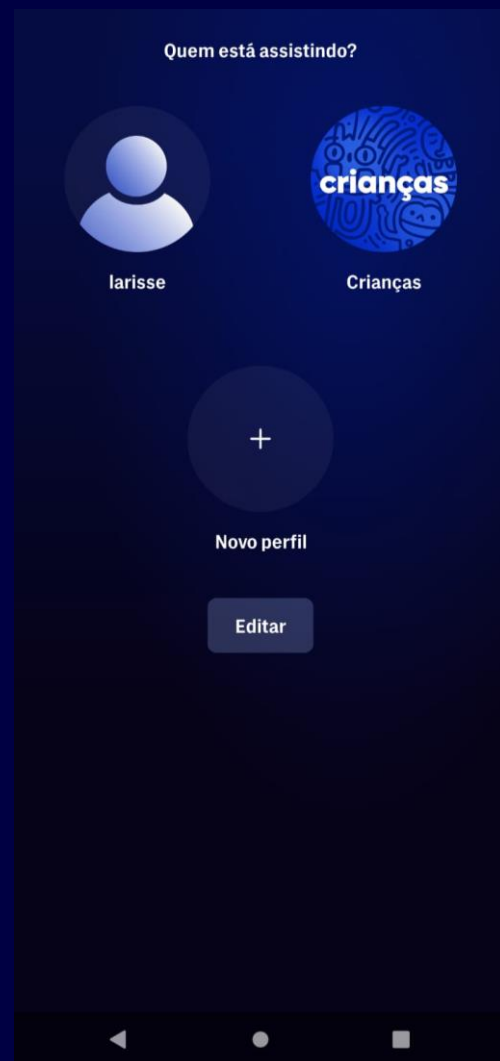 Quem está assistindo?
crianças
larisse
Crianças
Novo perfil
Editar